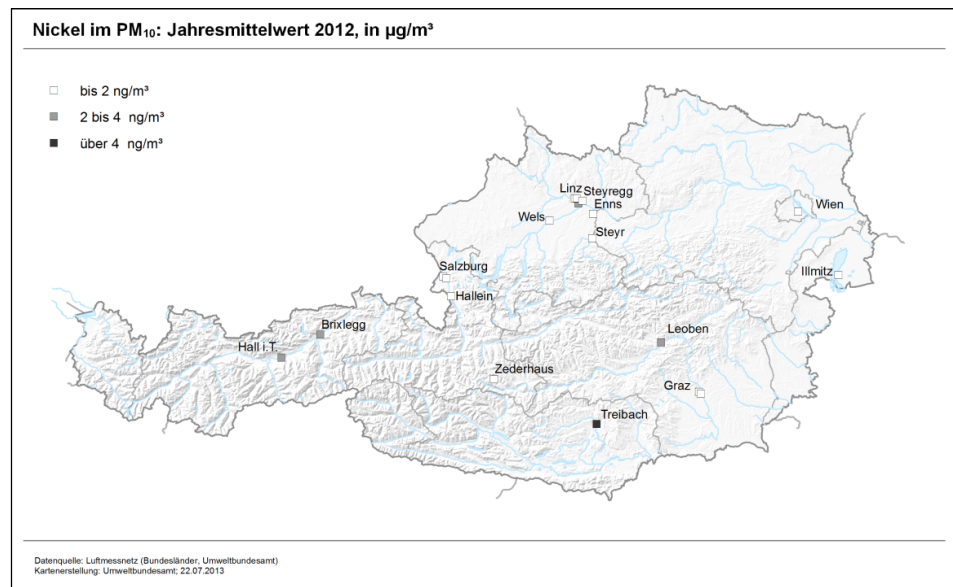 Nickel im PM₁₀: Jahresmittelwert 2012, in µg/m³
bis 2 ng/m³
2 bis 4 ng/m³
über 4 ng/m³
Linz
Steyregg
Enns
Wien
Wels
Steyr
Illmitz
Salzburg
Hallein
Brixlegg
Leoben
Hall i.T.
Zederhaus
Graz
Treibach
Datenquelle: Luftmessnetz (Bundesländer, Umweltbundesamt)
Kartenerstellung: Umweltbundesamt; 22.07.2013